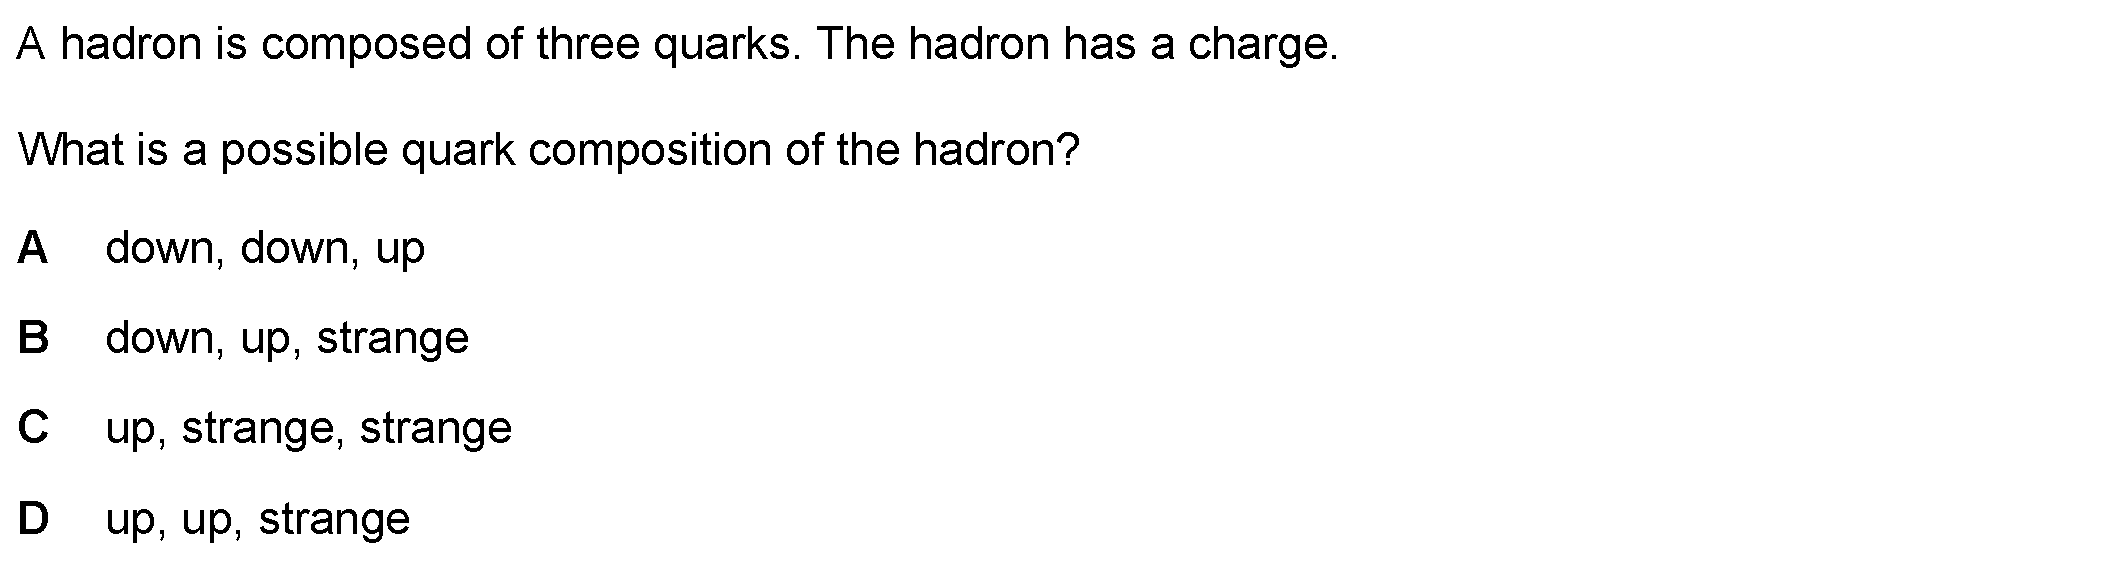 A hadron is composed of three quarks. The hadron has a charge.
What is a possible quark composition of the hadron?
A down, down, up
B down, up, strange
C up, strange, strange
D up, up, strange